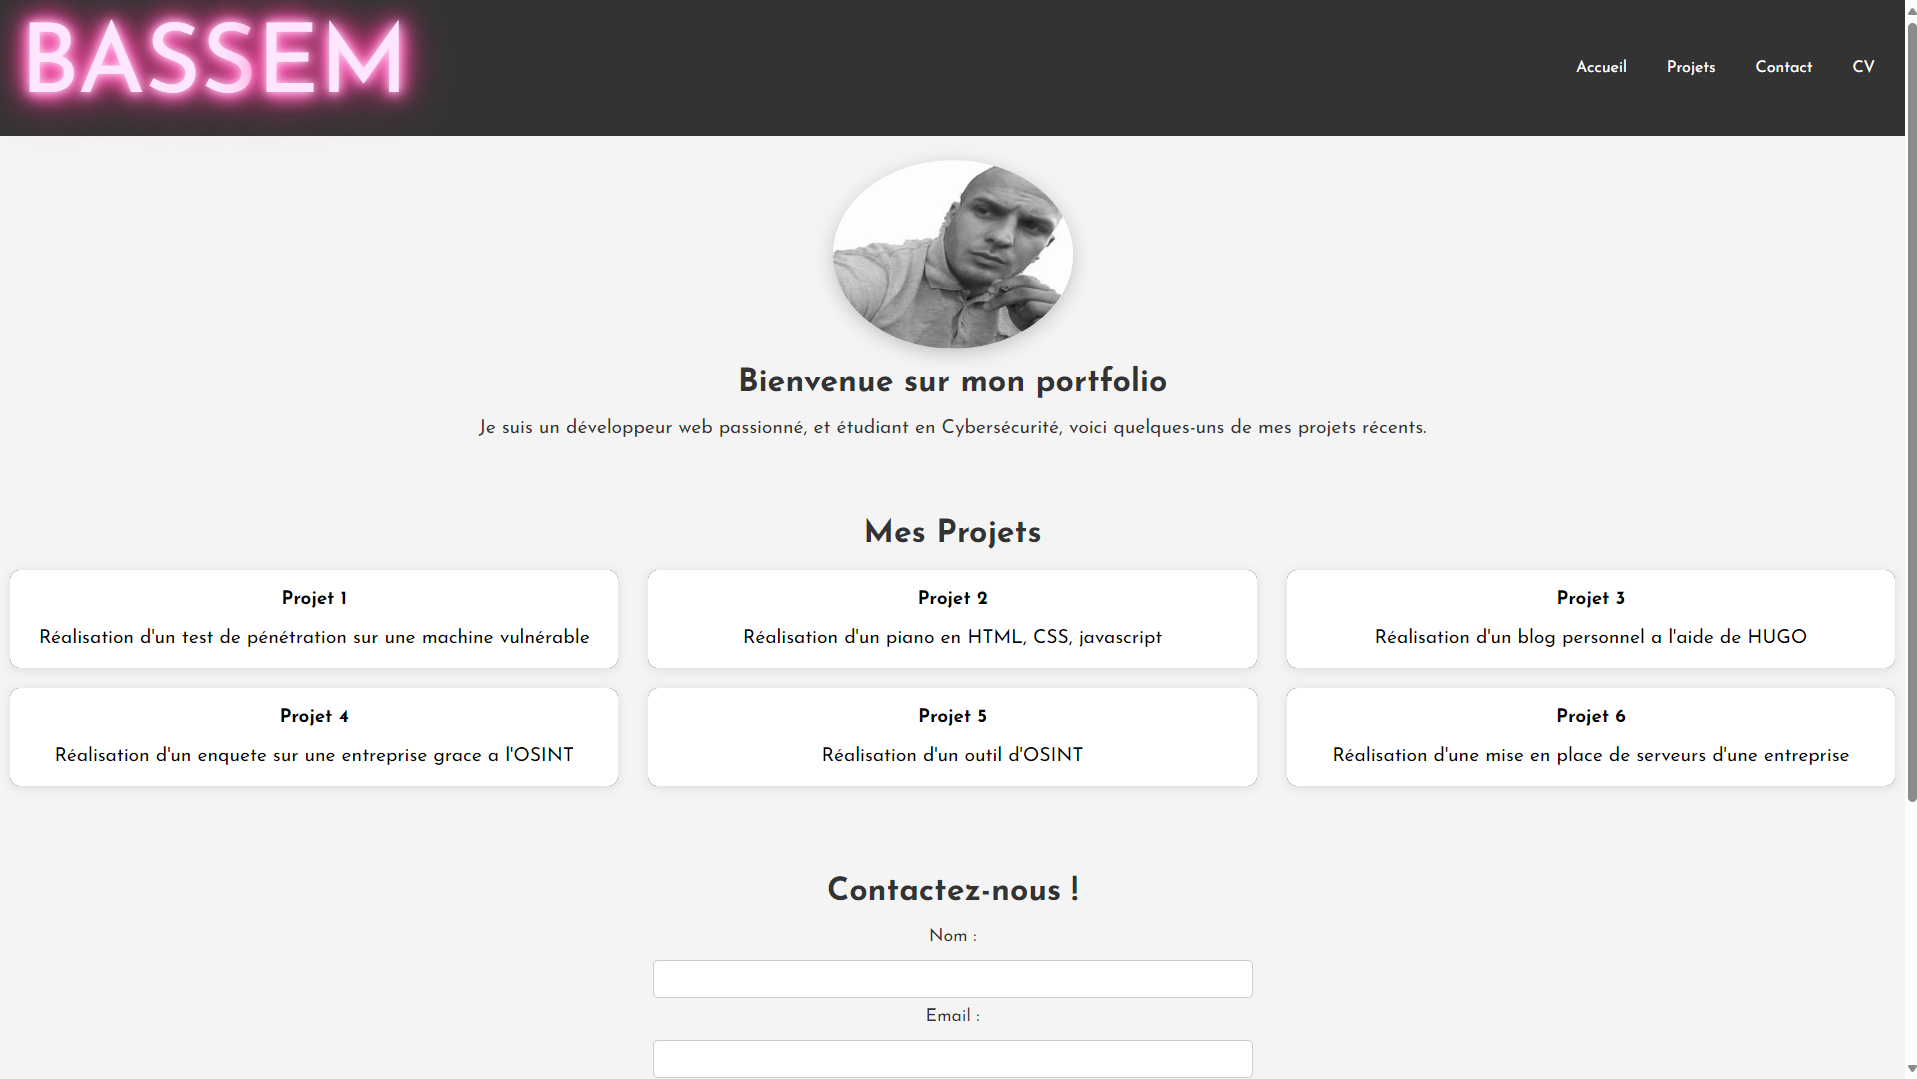 BASSEM
Accueil Projets Contact CV
Bienvenue sur mon portfolio
Je suis un développeur web passionné, et étudiant en Cybersécurité, voici quelques-uns de mes projets récents.
Mes Projets
Projet 1
Réalisation d'un test de pénétration sur une machine vulnérable
Projet 2
Réalisation d'un piano en HTML, CSS, javascript
Projet 3
Réalisation d'un blog personnel a l'aide de HUGO
Projet 4
Réalisation d'un enquete sur une entreprise grace a l'OSINT
Projet 5
Réalisation d'un outil d'OSINT
Projet 6
Réalisation d'une mise en place de serveurs d'une entreprise
Contactez-nous !
Nom :
Email :